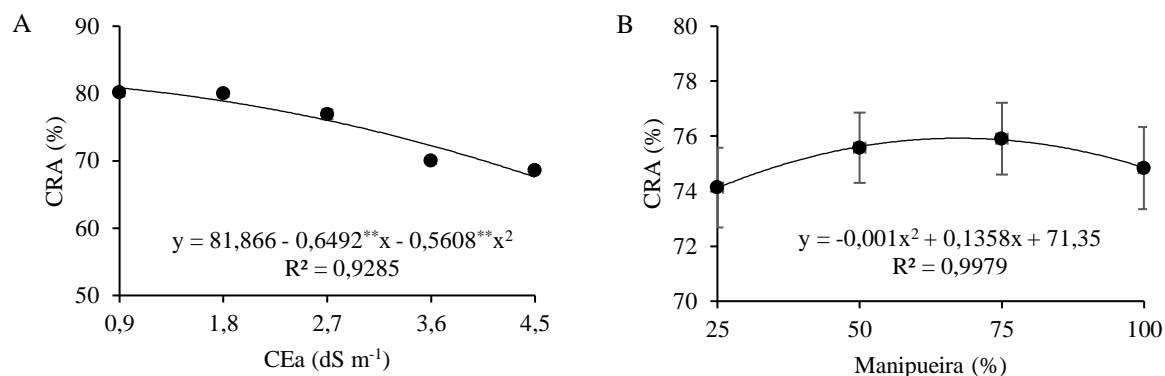 A
CRA (%)
90
80
70
60
50
y = 81,866 - 0,6492**x - 0,5608**x²
R² = 0,9285
0,9 1,8 2,7 3,6 4,5
CEa (dS m⁻¹)
B
CRA (%)
80
78
76
74
72
70
y = -0,001x² + 0,1358x + 71,35
R² = 0,9979
25 50 75 100
Manipueira (%)